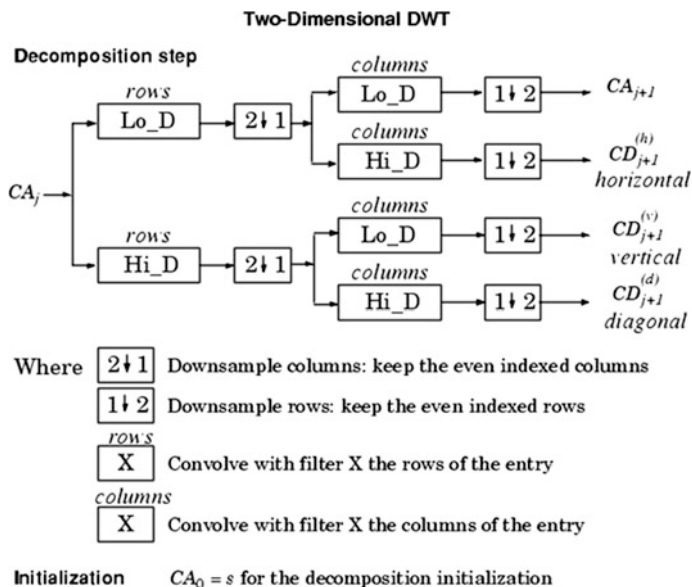 Two-Dimensional DWT
Decomposition step
rows
Lo_D
2↓1
columns
Lo_D
1↓2
CA_{j+1}
columns
Hi_D
1↓2
CD_{j+1}^{(h)}
horizontal
CA_j
rows
Hi_D
2↓1
columns
Lo_D
1↓2
CD_{j+1}^{(v)}
vertical
columns
Hi_D
1↓2
CD_{j+1}^{(d)}
diagonal
Where 2↓1 Downsample columns: keep the even indexed columns
1↓2 Downsample rows: keep the even indexed rows
rows
X Convolve with filter X the rows of the entry
columns
X Convolve with filter X the columns of the entry
Initialization CA_0 = s for the decomposition initialization